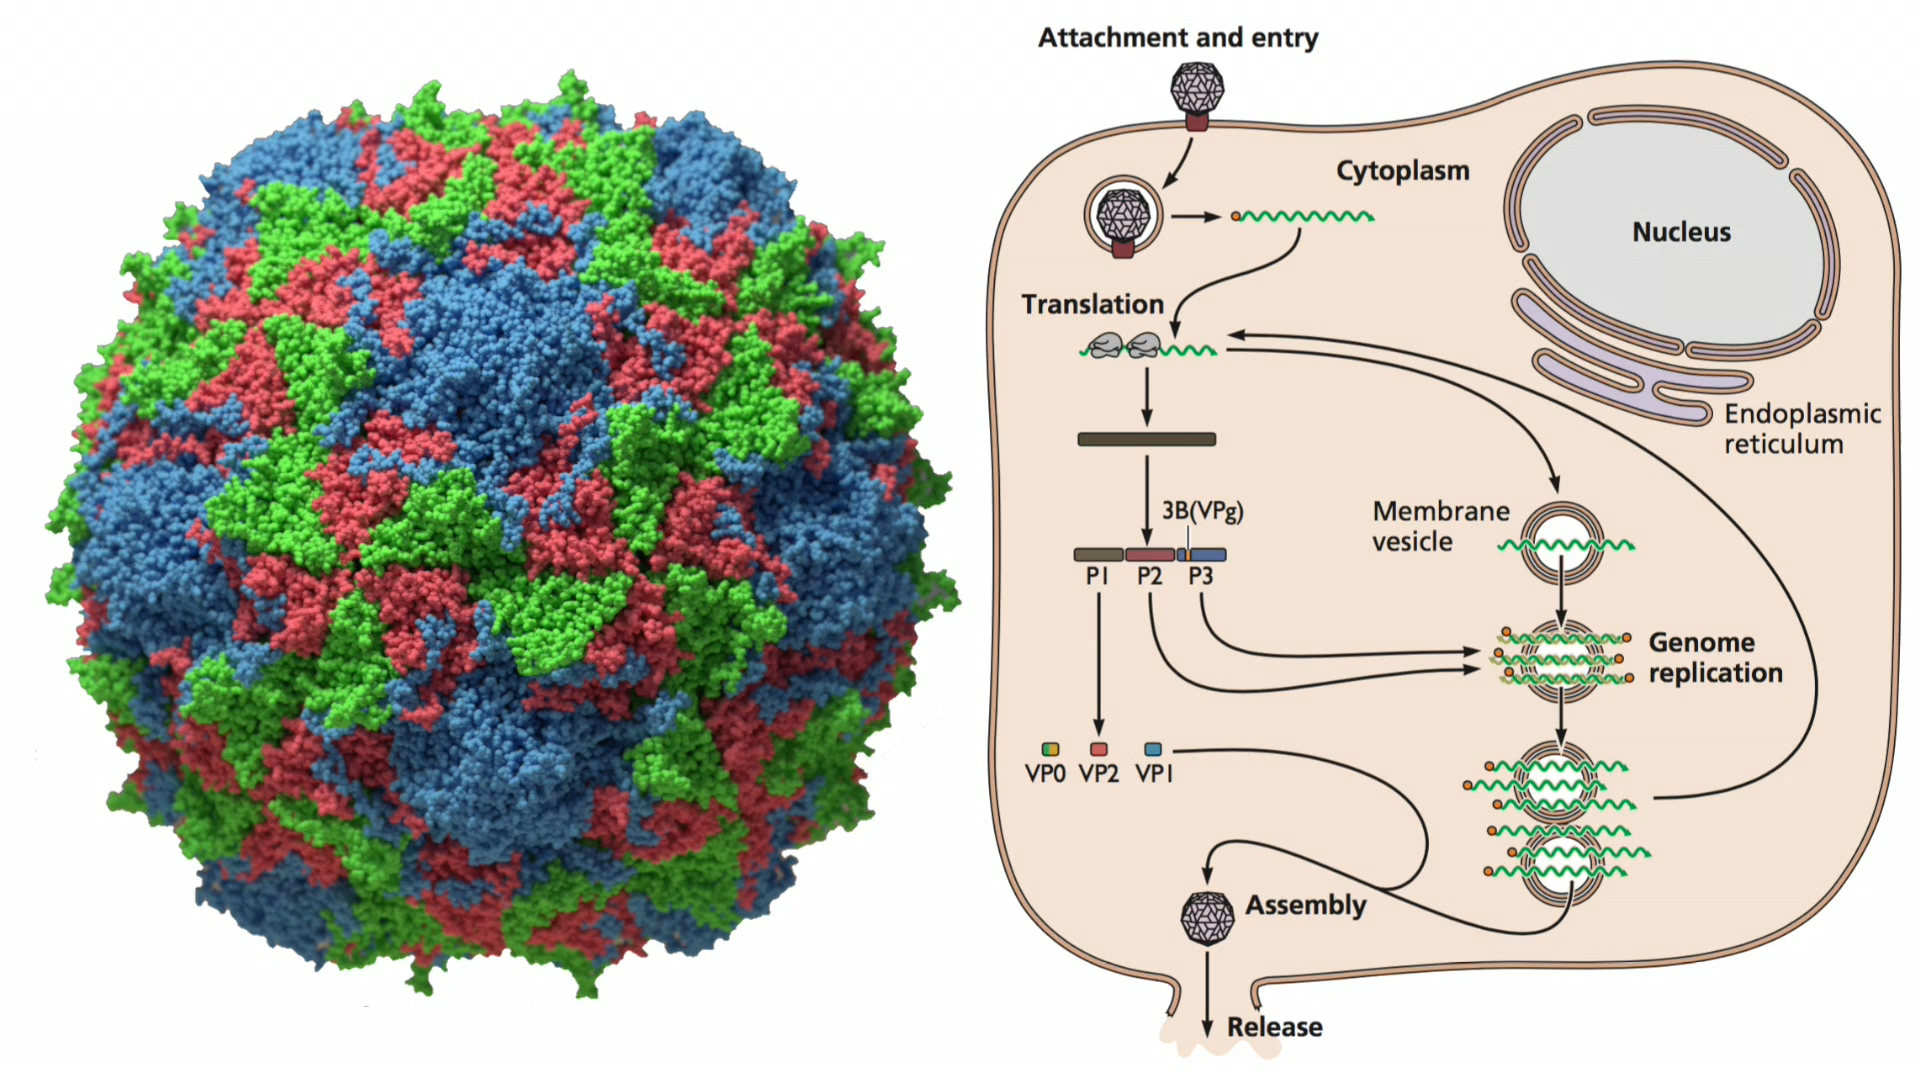 Attachment and entry
Cytoplasm
Nucleus
Translation
Endoplasmic
reticulum
3B(VPg)
Membrane
vesicle
P1 P2 P3
Genome
replication
VP0 VP2 VP1
Assembly
Release